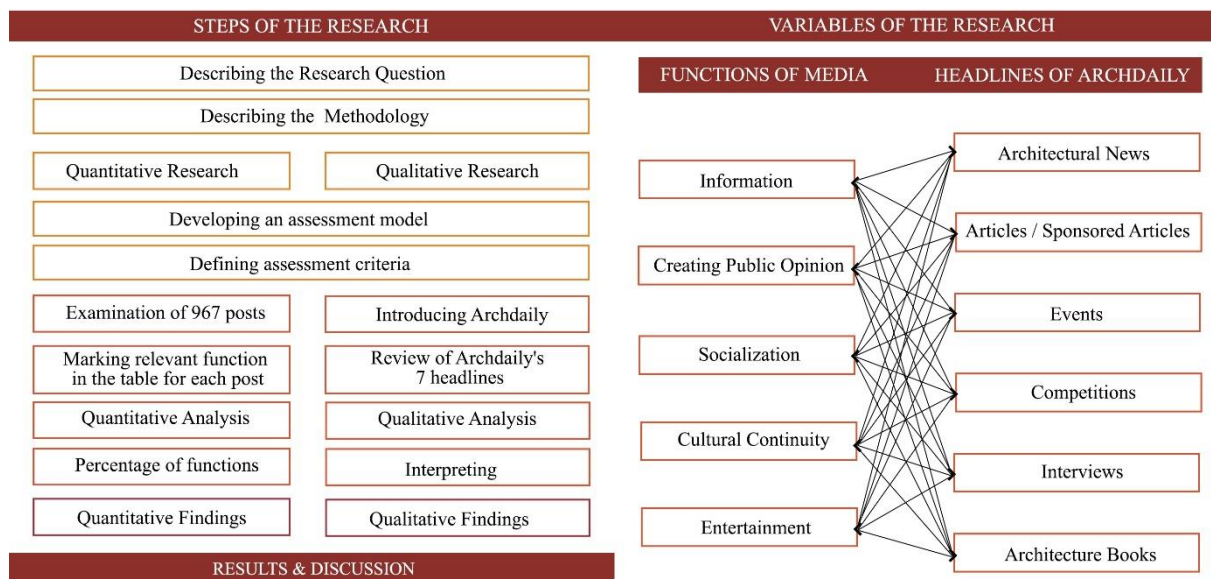 STEPS OF THE RESEARCH
Describing the Research Question
Describing the Methodology
Quantitative Research
Qualitative Research
Developing an assessment model
Defining assessment criteria
Examination of 967 posts
Introducing Archdaily
Marking relevant function
in the table for each post
Review of Archdaily's
7 headlines
Quantitative Analysis
Qualitative Analysis
Percentage of functions
Interpreting
Quantitative Findings
Qualitative Findings
RESULTS & DISCUSSION
VARIABLES OF THE RESEARCH
FUNCTIONS OF MEDIA
HEADLINES OF ARCHDAILY
Information
Creating Public Opinion
Socialization
Cultural Continuity
Entertainment
Architectural News
Articles / Sponsored Articles
Events
Competitions
Interviews
Architecture Books